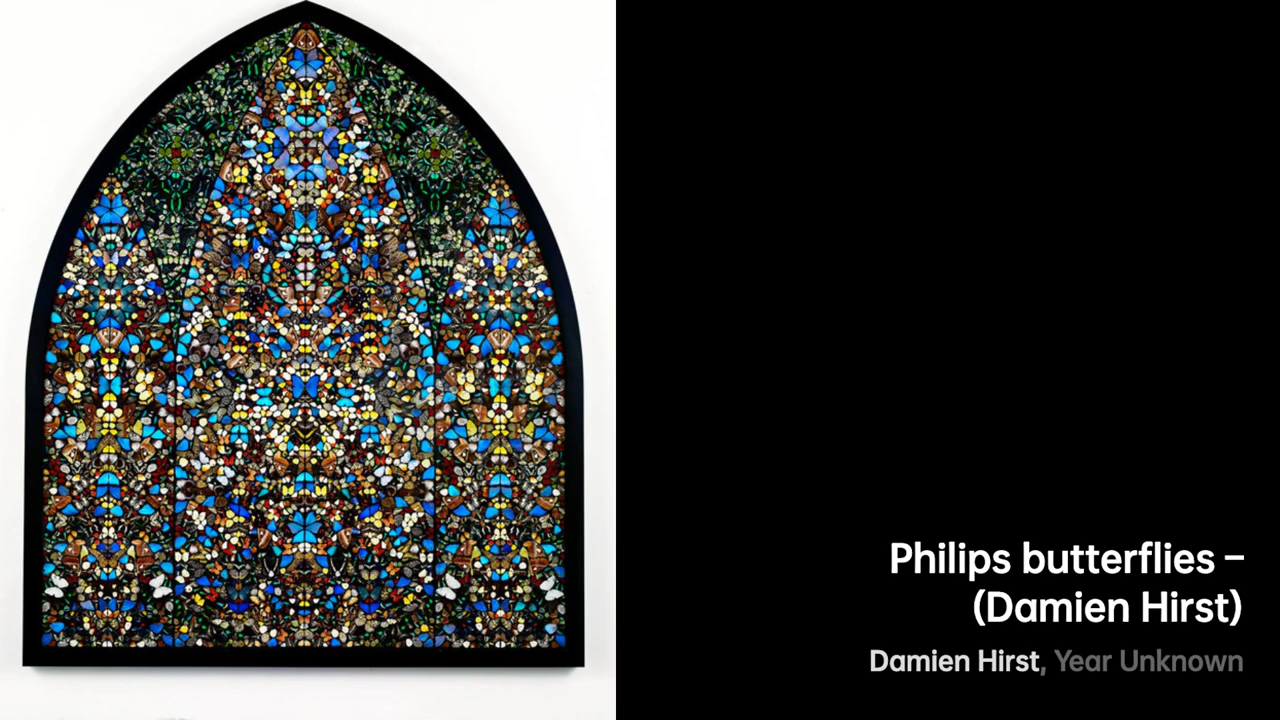 Philips butterflies –
(Damien Hirst)
Damien Hirst, Year Unknown